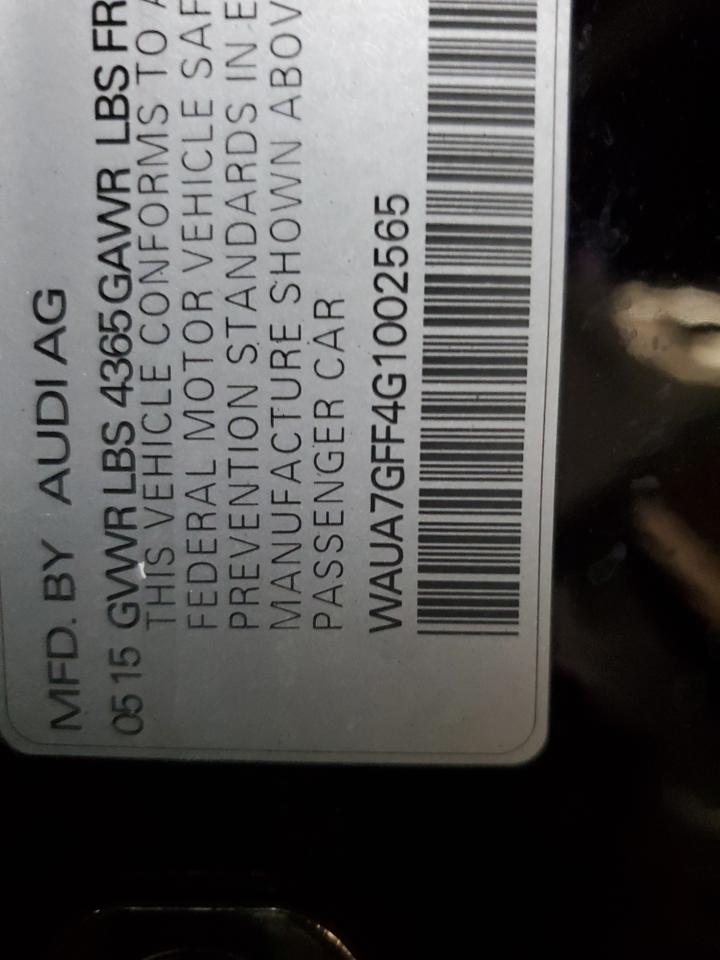 MFD. BY AUDI AG
05 15 GVWR LBS 4365 GAWR LBS FR
THIS VEHICLE CONFORMS TO A
FEDERAL MOTOR VEHICLE SAF
PREVENTION STANDARDS IN E
MANUFACTURE SHOWN ABOV
PASSENGER CAR
WAUA7GFF4G1002565